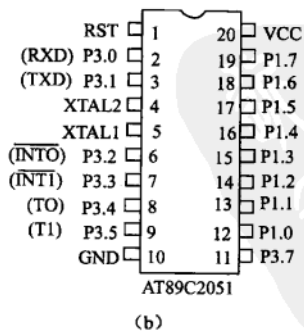 RST 1 20 VCC
(RXD) P3.0 2 19 P1.7
(TXD) P3.1 3 18 P1.6
XTAL2 4 17 P1.5
XTAL1 5 16 P1.4
(INTO) P3.2 6 15 P1.3
(INT1) P3.3 7 14 P1.2
(TO) P3.4 8 13 P1.1
(T1) P3.5 9 12 P1.0
GND 10 11 P3.7
AT89C2051
(b)